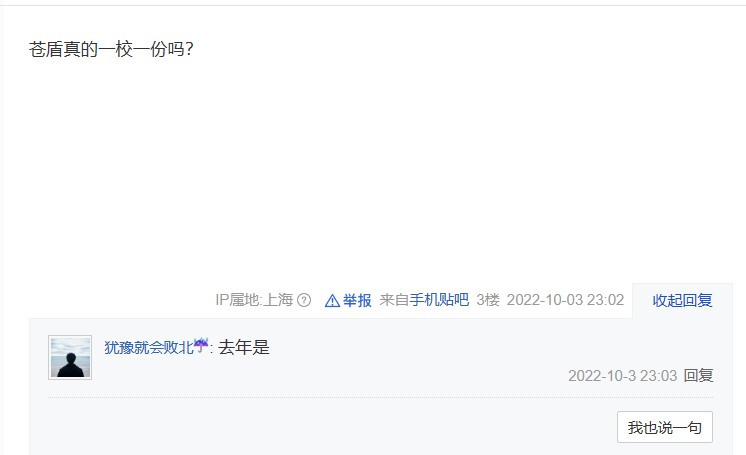 苍盾真的一校一份吗？
IP属地:上海 ? 举报 来自手机贴吧 3楼 2022-10-03 23:02 收起回复
犹豫就会败北☔: 去年是
2022-10-3 23:03 回复
我也说一句